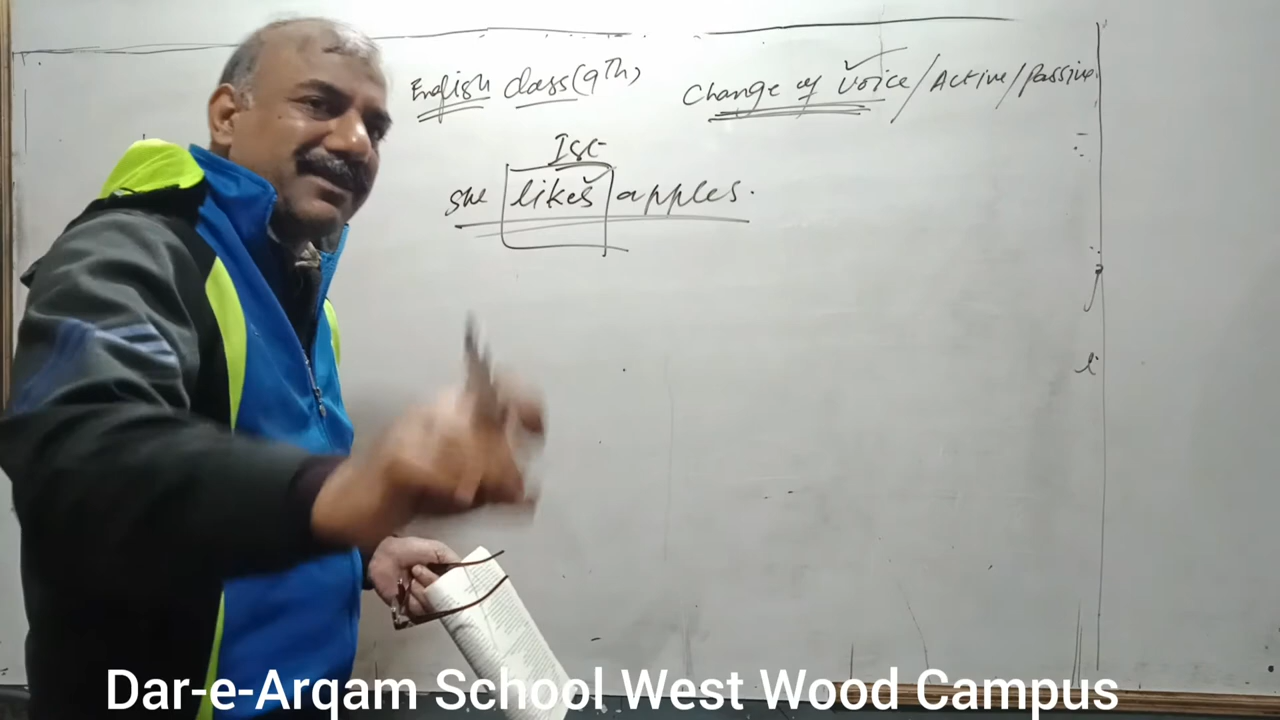 English class (9Th) Change of Voice / Active / Passive
Ist
she likes apples.
Dar-e-Arqam School West Wood Campus